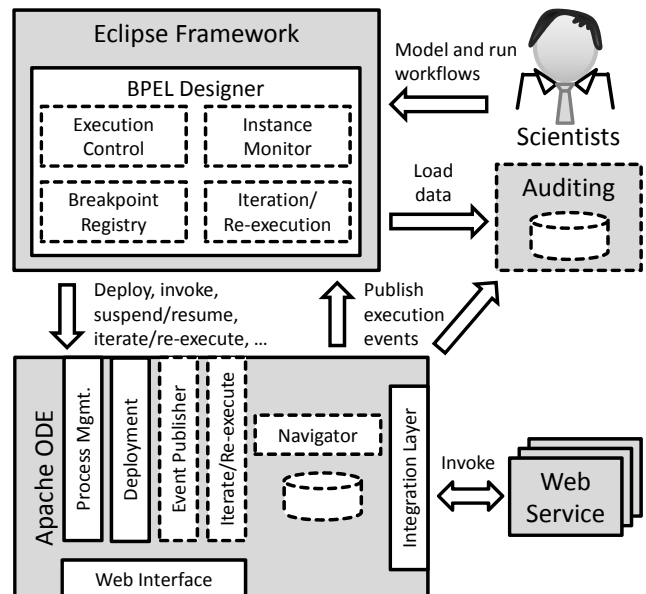 Eclipse Framework
BPEL Designer
Execution
Control
Instance
Monitor
Breakpoint
Registry
Iteration/
Re-execution
Model and run
workflows
Scientists
Load
data
Auditing
Deploy, invoke,
suspend/resume,
iterate/re-execute, ...
Publish
execution
events
Apache ODE
Process Mgmt.
Deployment
Event Publisher
Iterate/Re-execute
Navigator
Integration Layer
Invoke
Web
Service
Web Interface